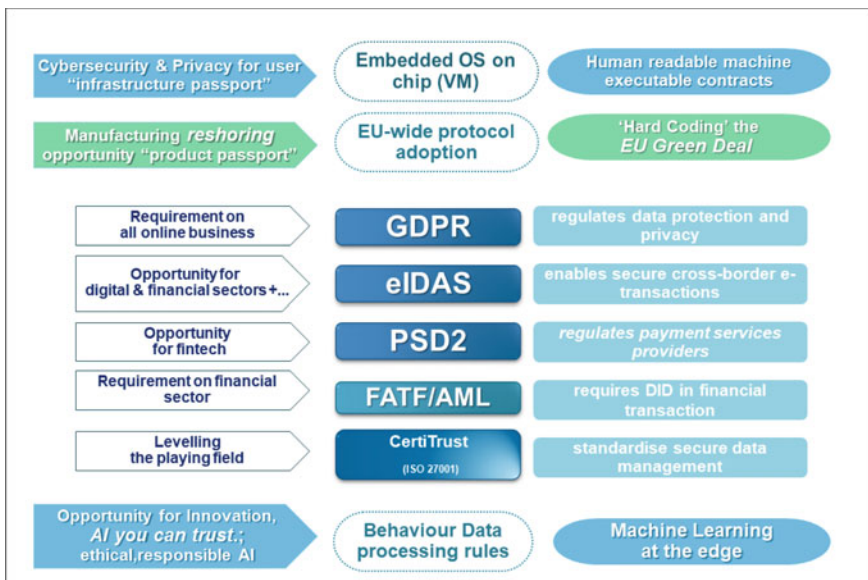 Cybersecurity & Privacy for user
“infrastructure passport”
Embedded OS on
chip (VM)
Human readable machine
executable contracts
Manufacturing reshoring
opportunity “product passport”
EU-wide protocol
adoption
‘Hard Coding’ the
EU Green Deal
Requirement on
all online business
GDPR
regulates data protection and
privacy
Opportunity for
digital & financial sectors +...
eIDAS
enables secure cross-border e-
transactions
Opportunity
for fintech
PSD2
regulates payment services
providers
Requirement on financial
sector
FATF/AML
requires DID in financial
transaction
Levelling
the playing field
CertiTrust
(ISO 27001)
standardise secure data
management
Opportunity for Innovation,
AI you can trust.;
ethical,responsible AI
Behaviour Data
processing rules
Machine Learning
at the edge